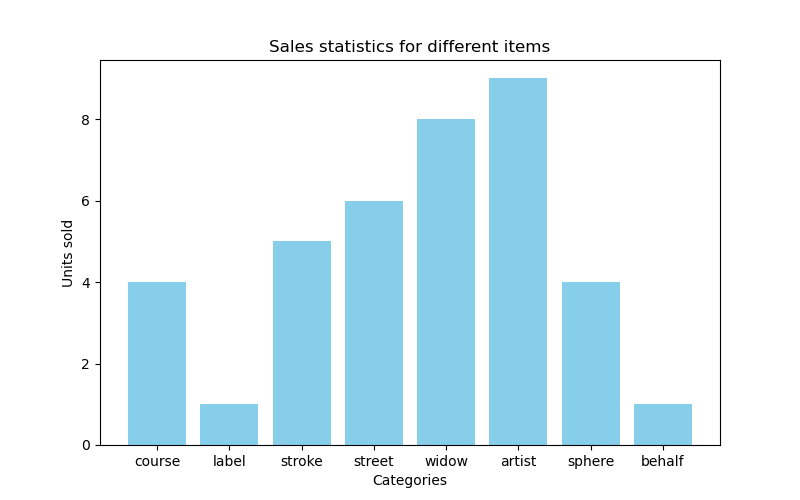 Sales statistics for different items
Units sold
8
6
4
2
0
course label stroke street widow artist sphere behalf
Categories